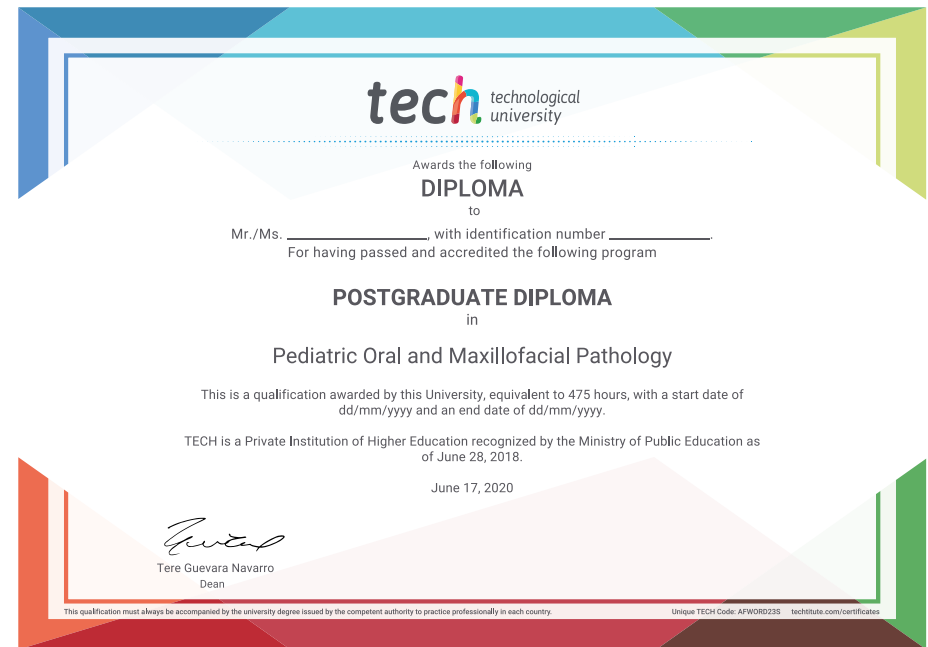 tech technological
university
Awards the following
DIPLOMA
to
Mr./Ms. ____________________, with identification number ______________.
For having passed and accredited the following program
POSTGRADUATE DIPLOMA
in
Pediatric Oral and Maxillofacial Pathology
This is a qualification awarded by this University, equivalent to 475 hours, with a start date of
dd/mm/yyyy and an end date of dd/mm/yyyy.
TECH is a Private Institution of Higher Education recognized by the Ministry of Public Education as
of June 28, 2018.
June 17, 2020
Tere Guevara Navarro
Dean
This qualification must always be accompanied by the university degree issued by the competent authority to practice professionally in each country. Unique TECH Code: AFWORD23S techtitute.com/certificates